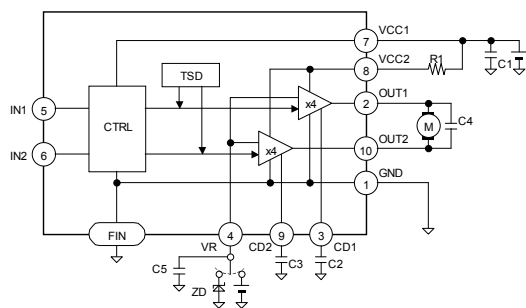 VCC1
7
R1
C1
VCC2
8
TSD
IN1
5
CTRL
x4
OUT1
2
M
C4
IN2
6
x4
OUT2
10
GND
1
FIN
4
9
3
VR
CD2
CD1
C5
C3
C2
ZD